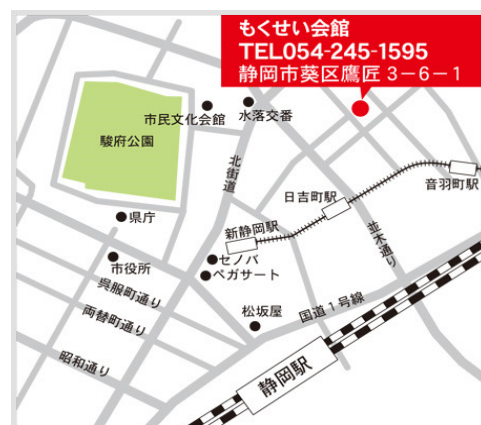 もくせい会館
TEL054-245-1595
静岡市葵区鷹匠3-6-1
市民文化会館
水落交番
駿府公園
北街道
音羽町駅
日吉町駅
県庁
新静岡駅
並木通り
セノバ
ペガサート
市役所
呉服町通り
国道1号線
松坂屋
両替町通り
昭和通り
静岡駅